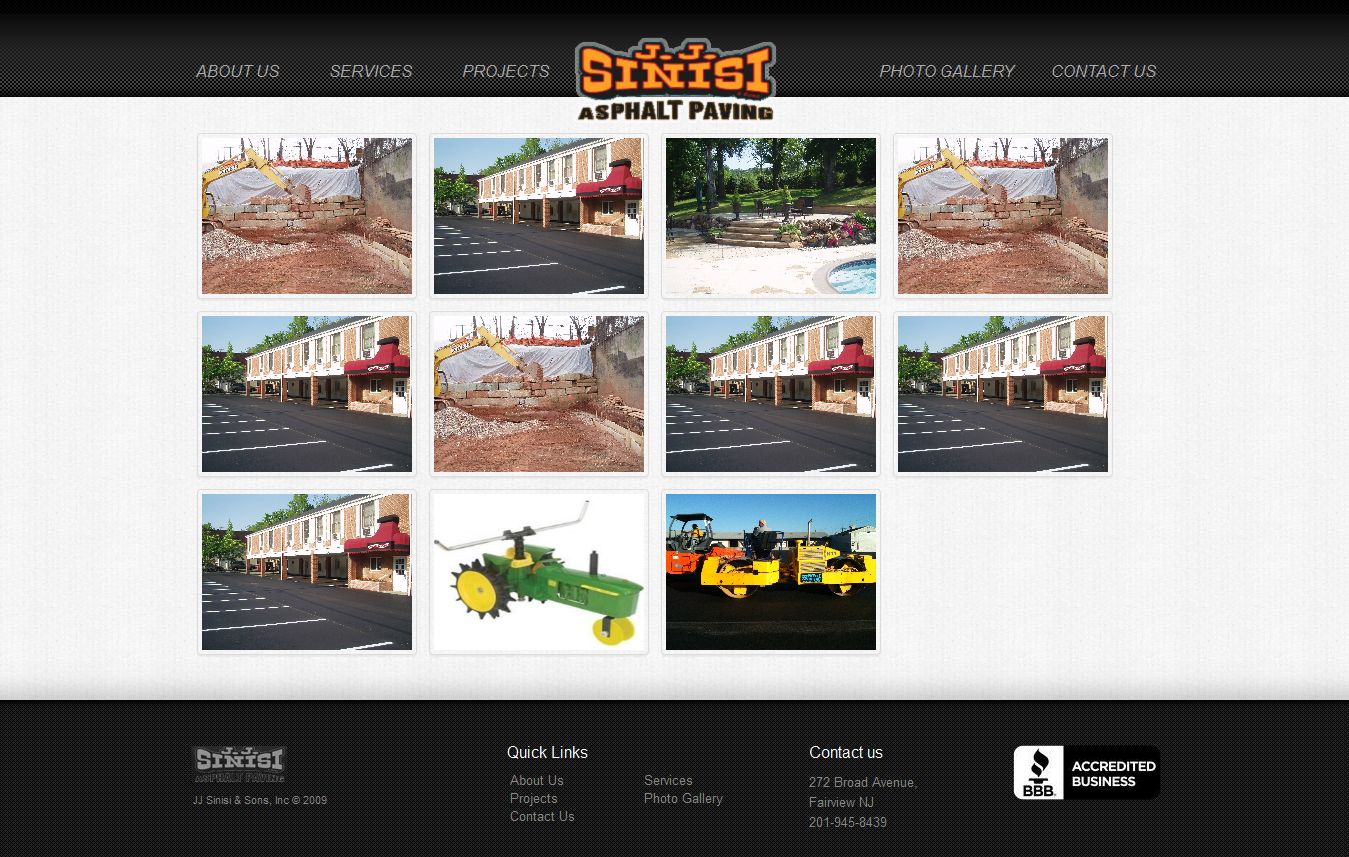 ABOUT US
SERVICES
PROJECTS
J.J.
SINISI
ASPHALT PAVING
PHOTO GALLERY
CONTACT US
J.J.
SINISI
ASPHALT PAVING
JJ Sinisi & Sons, Inc © 2009
Quick Links
About Us
Services
Projects
Photo Gallery
Contact Us
Contact us
272 Broad Avenue,
Fairview NJ
201-945-8439
BBB.
ACCREDITED
BUSINESS